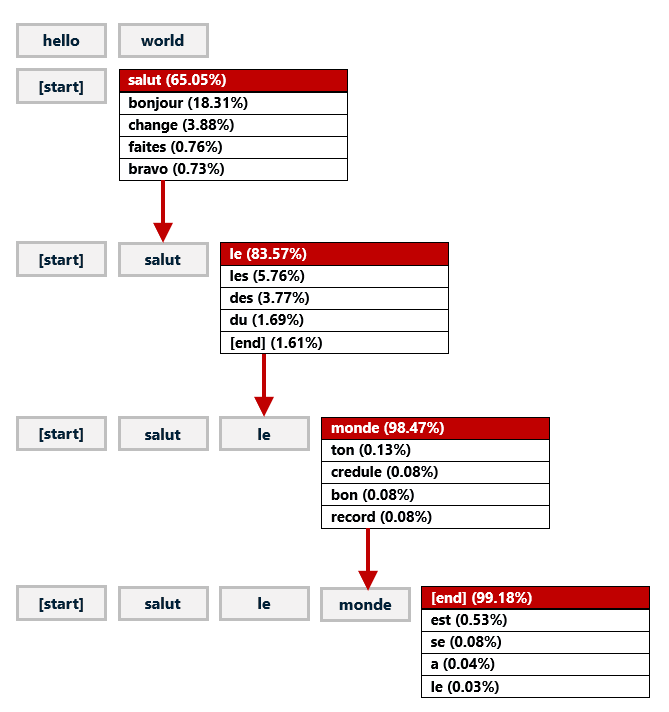 hello world
[start] salut (65.05%)
bonjour (18.31%)
change (3.88%)
faites (0.76%)
bravo (0.73%)
[start] salut le (83.57%)
les (5.76%)
des (3.77%)
du (1.69%)
[end] (1.61%)
[start] salut le monde (98.47%)
ton (0.13%)
credule (0.08%)
bon (0.08%)
record (0.08%)
[start] salut le monde [end] (99.18%)
est (0.53%)
se (0.08%)
a (0.04%)
le (0.03%)